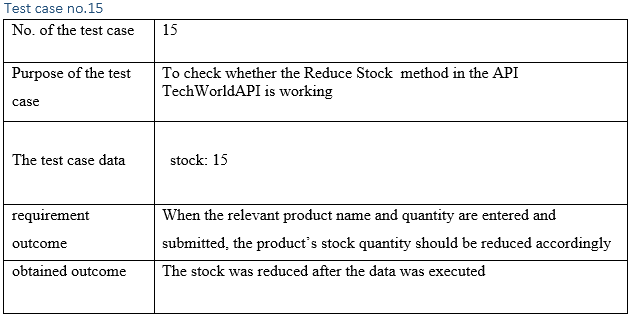 Test case no.15
No. of the test case 15
Purpose of the test case
To check whether the Reduce Stock method in the API
TechWorldAPI is working
The test case data stock: 15
requirement outcome
When the relevant product name and quantity are entered and
submitted, the product's stock quantity should be reduced accordingly
obtained outcome The stock was reduced after the data was executed